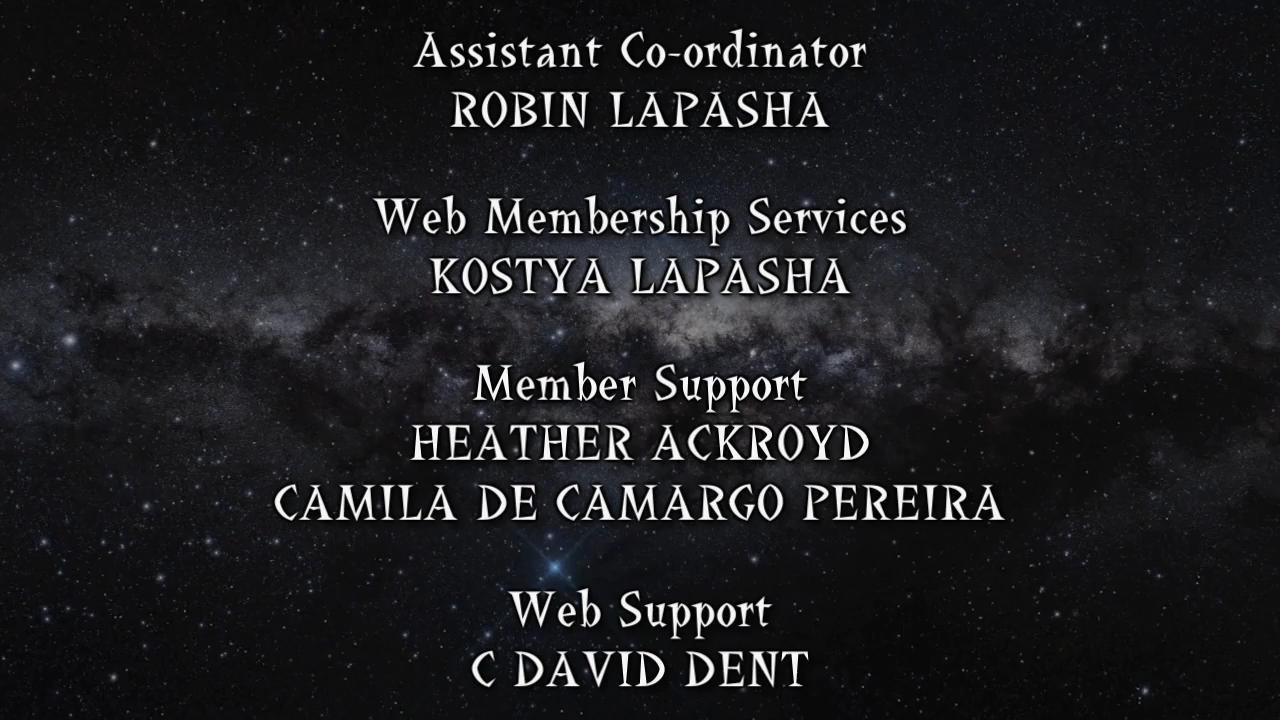 Assistant Co-ordinator
ROBIN LAPASHA
Web Membership Services
KOSTYA LAPASHA
Member Support
HEATHER ACKROYD
CAMILA DE CAMARGO PEREIRA
Web Support
C DAVID DENT